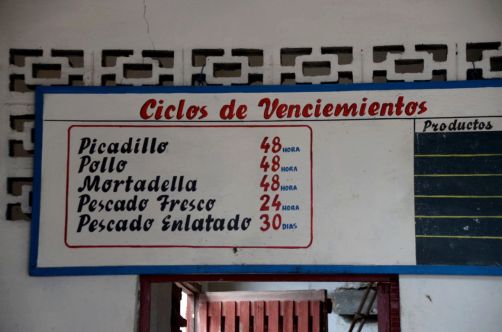 Ciclos de Venciemientos
Picadillo 48 HORA
Pollo 48 HORA
Mortadella 48 HORA
Pescado Fresco 24 HORA
Pescado Enlatado 30 DIAS
Productos